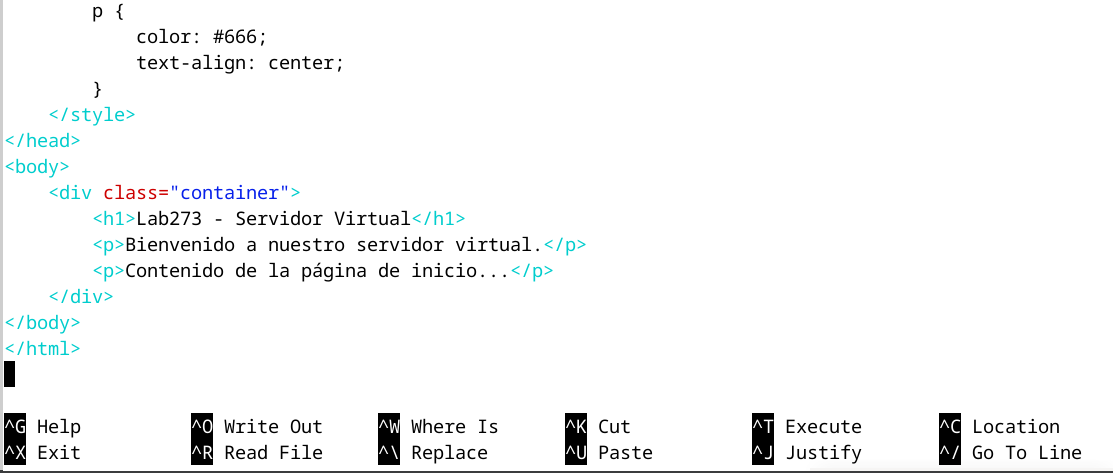 p {
            color: #666;
            text-align: center;
        }
    </style>
</head>
<body>
    <div class="container">
        <h1>Lab273 - Servidor Virtual</h1>
        <p>Bienvenido a nuestro servidor virtual.</p>
        <p>Contenido de la página de inicio...</p>
    </div>
</body>
</html>
^G Help ^O Write Out ^W Where Is ^K Cut ^T Execute ^C Location
^X Exit ^R Read File ^\ Replace ^U Paste ^J Justify ^/ Go To Line